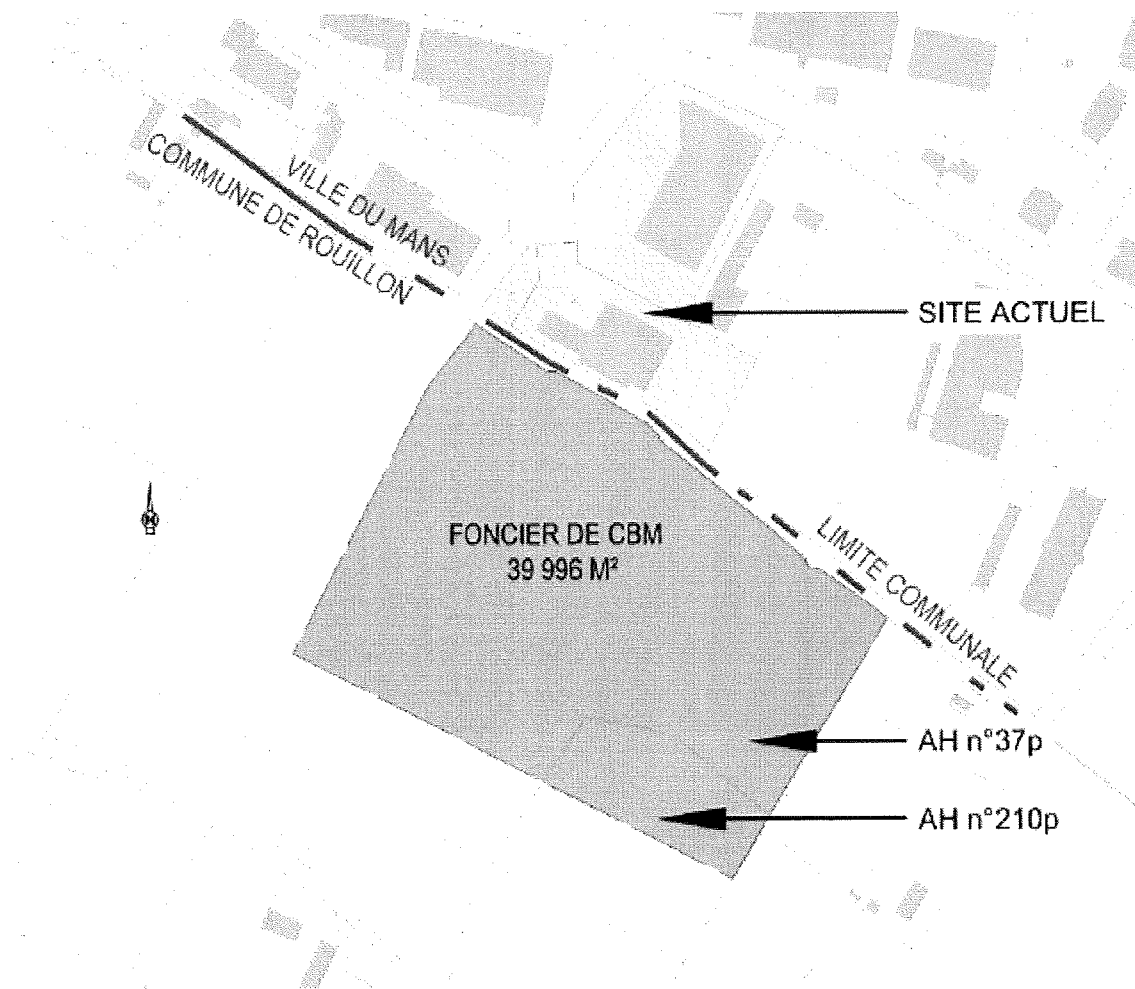 VILLE DU MANS
COMMUNE DE ROUILLON
SITE ACTUEL
FONCIER DE CBM
39 996 M²
LIMITE COMMUNALE
AH n°37p
AH n°210p